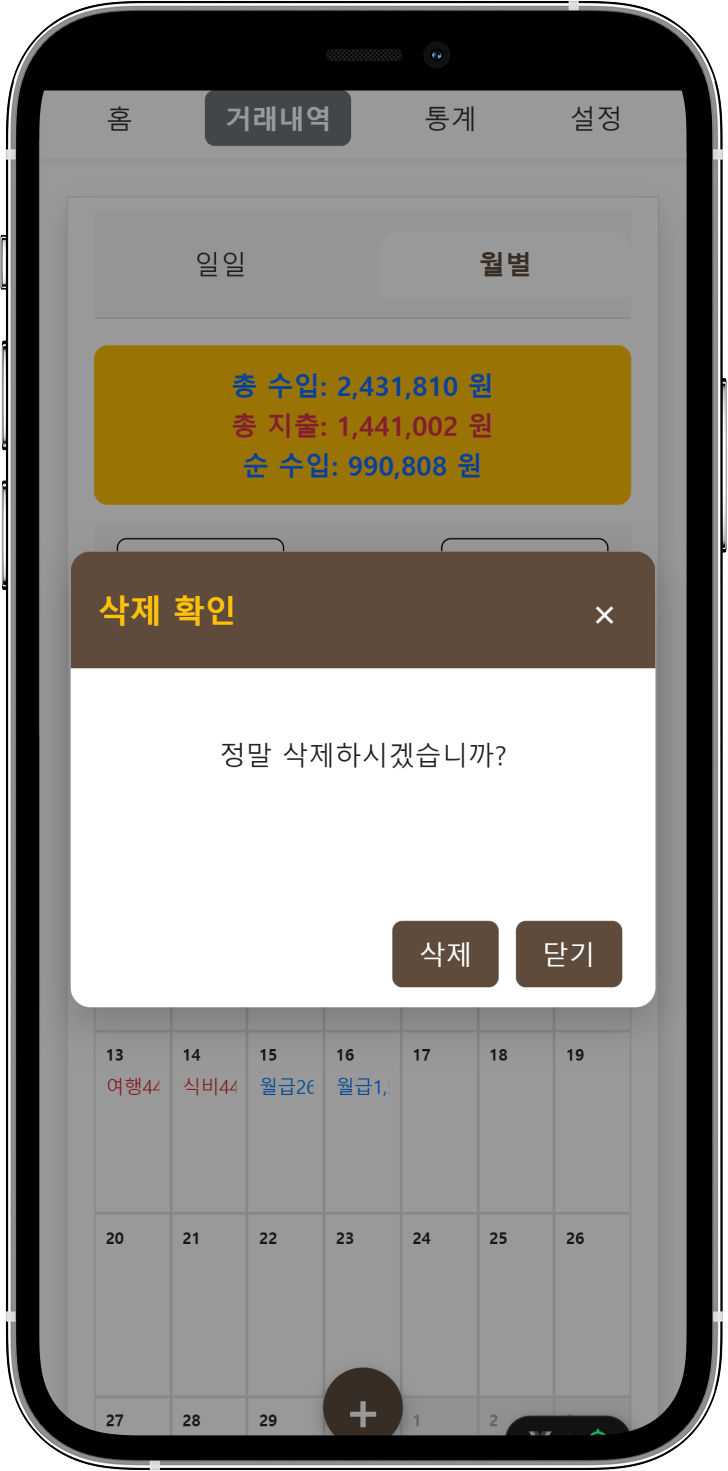 홈 거래내역 통계 설정
일일 월별
총 수입: 2,431,810 원
총 지출: 1,441,002 원
순 수입: 990,808 원
삭제 확인 ×
정말 삭제하시겠습니까?
삭제 닫기
13 14 15 16 17 18 19
여행44 식비44 월급26 월급1,
20 21 22 23 24 25 26
+
27 28 29 1 2